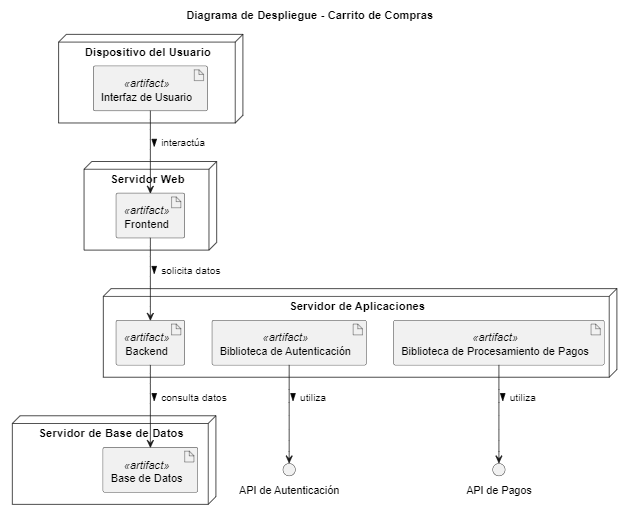 Diagrama de Despliegue - Carrito de Compras
Dispositivo del Usuario
«artifact»
Interfaz de Usuario
interactúa
Servidor Web
«artifact»
Frontend
solicita datos
Servidor de Aplicaciones
«artifact»
Backend
«artifact»
Biblioteca de Autenticación
«artifact»
Biblioteca de Procesamiento de Pagos
consulta datos
utiliza
utiliza
Servidor de Base de Datos
«artifact»
Base de Datos
API de Autenticación
API de Pagos